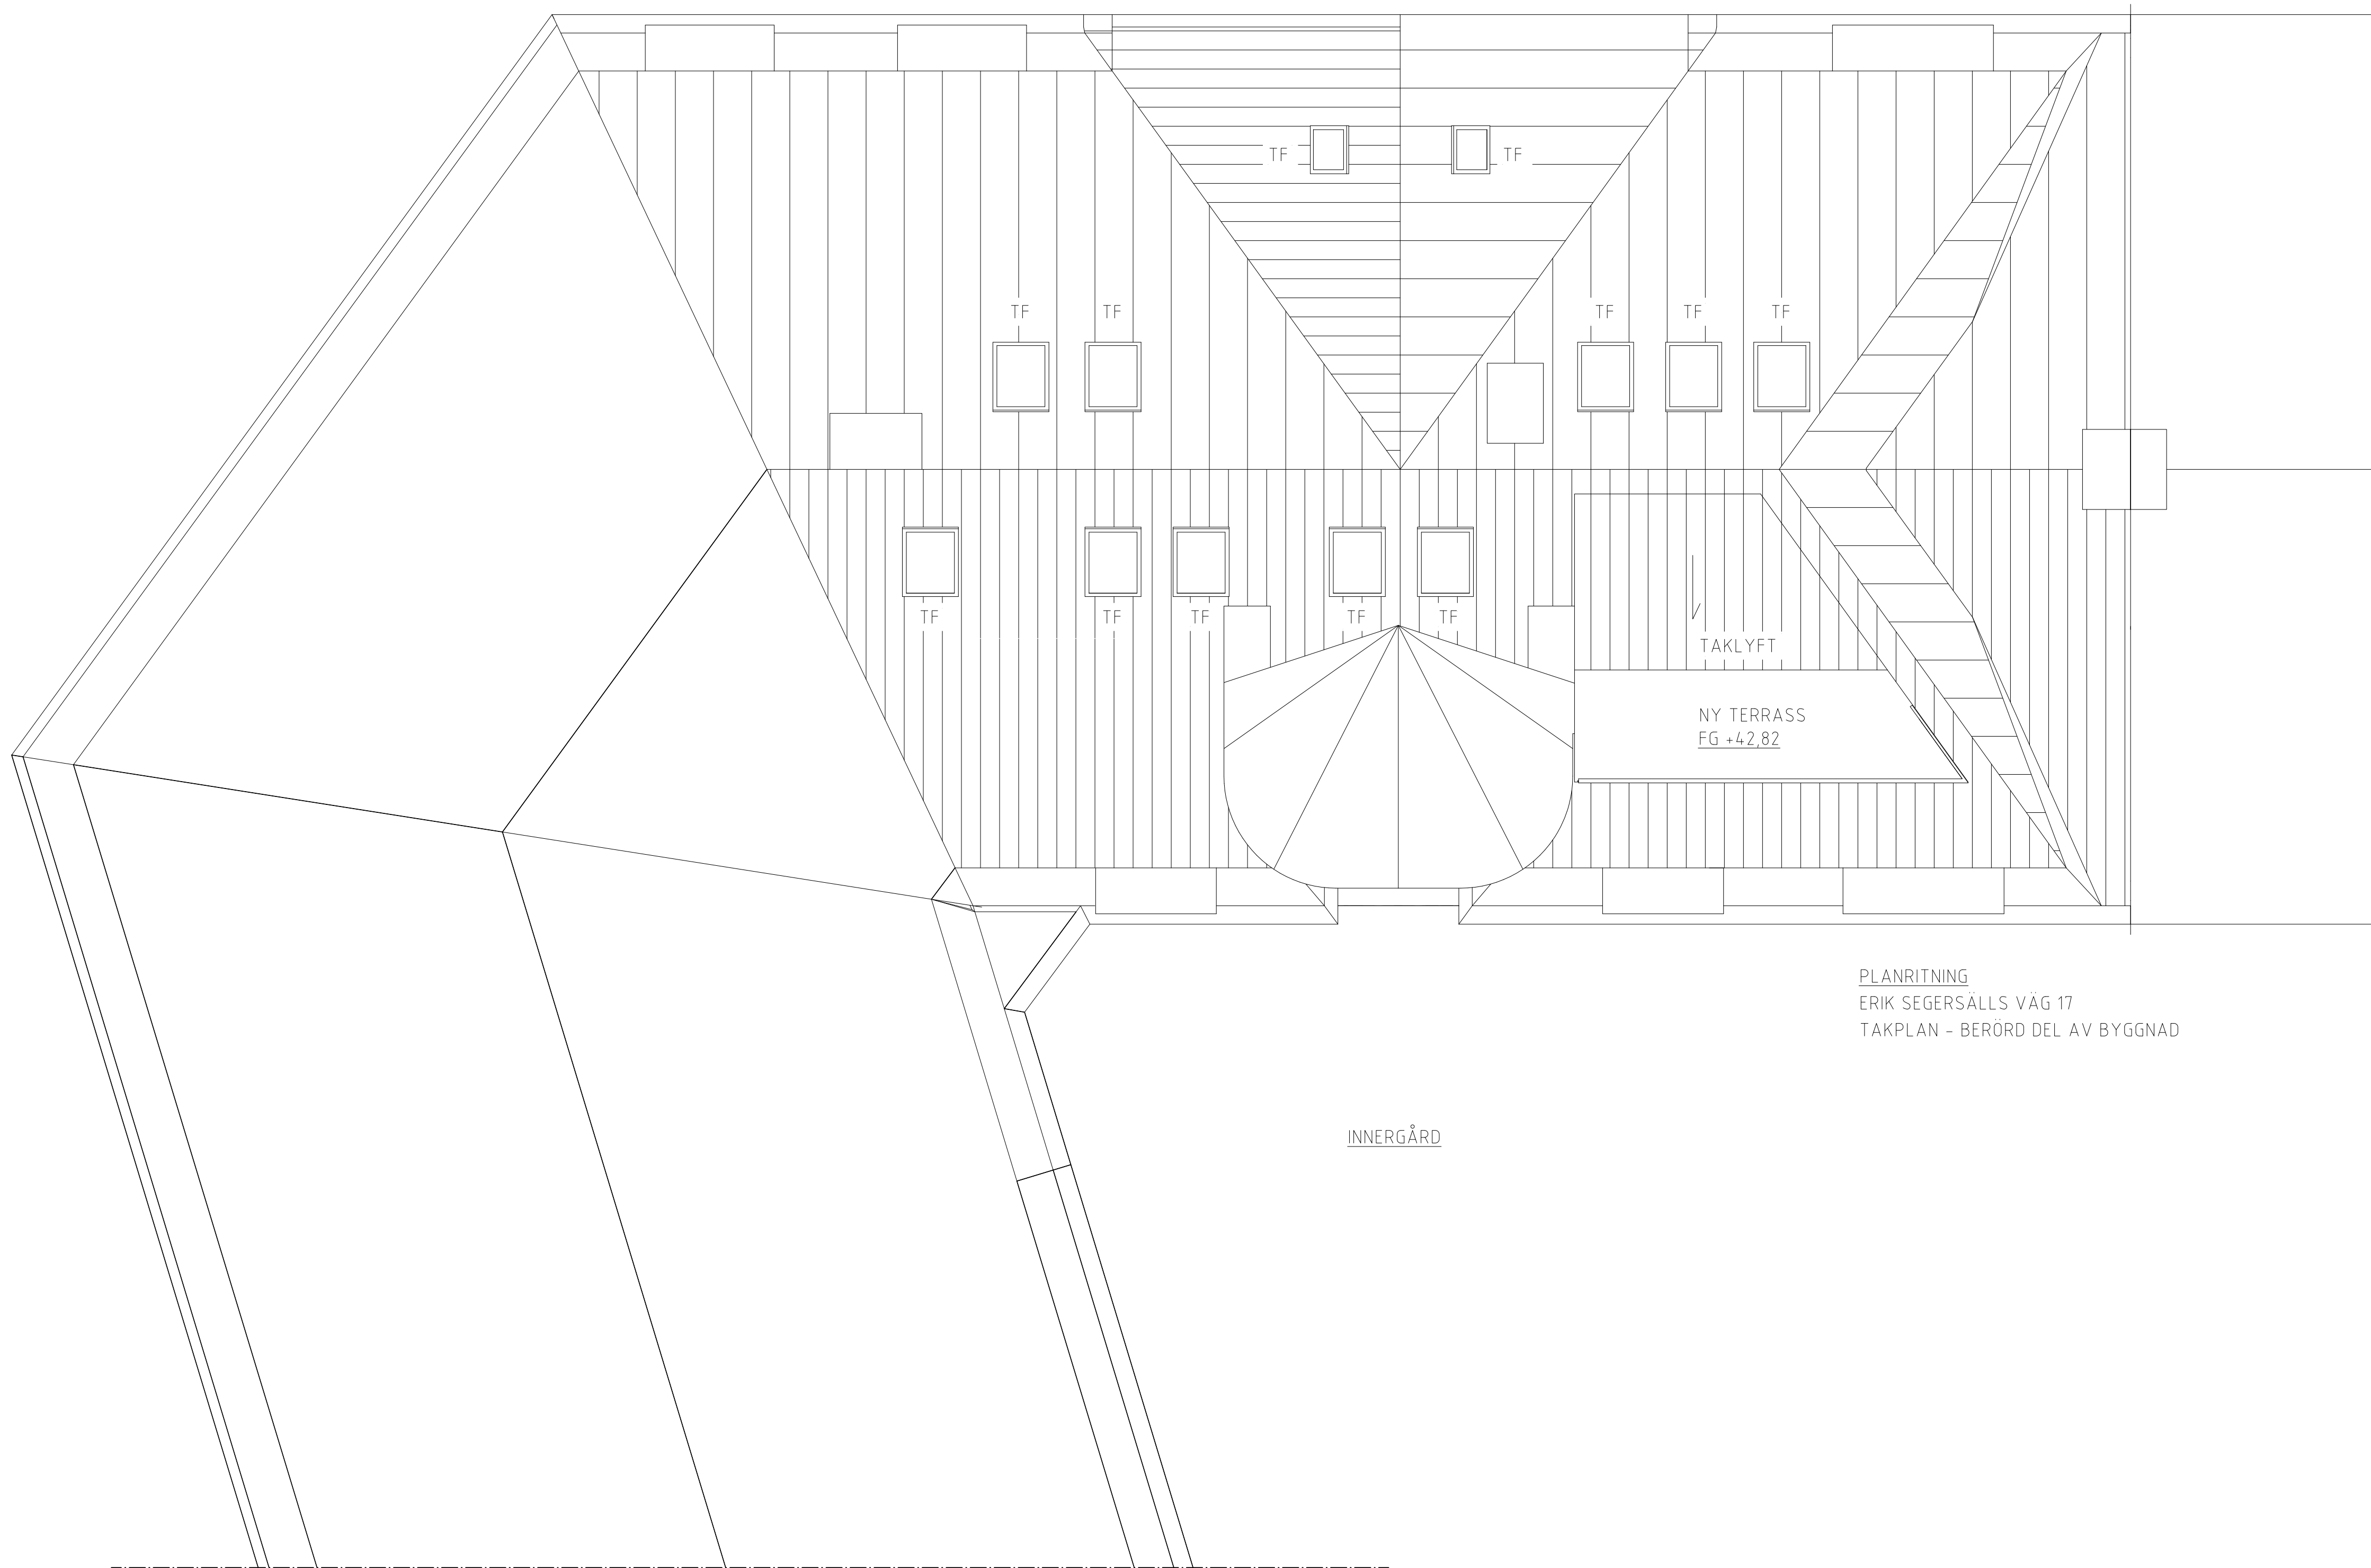 TF TF
TF TF TF TF TF
TF TF TF TF TF
TAKLYFT
NY TERRASS
FG +42,82
PLANRITNING
ERIK SEGERSÄLLS VÄG 17
TAKPLAN - BERÖRD DEL AV BYGGNAD
INNERGÅRD